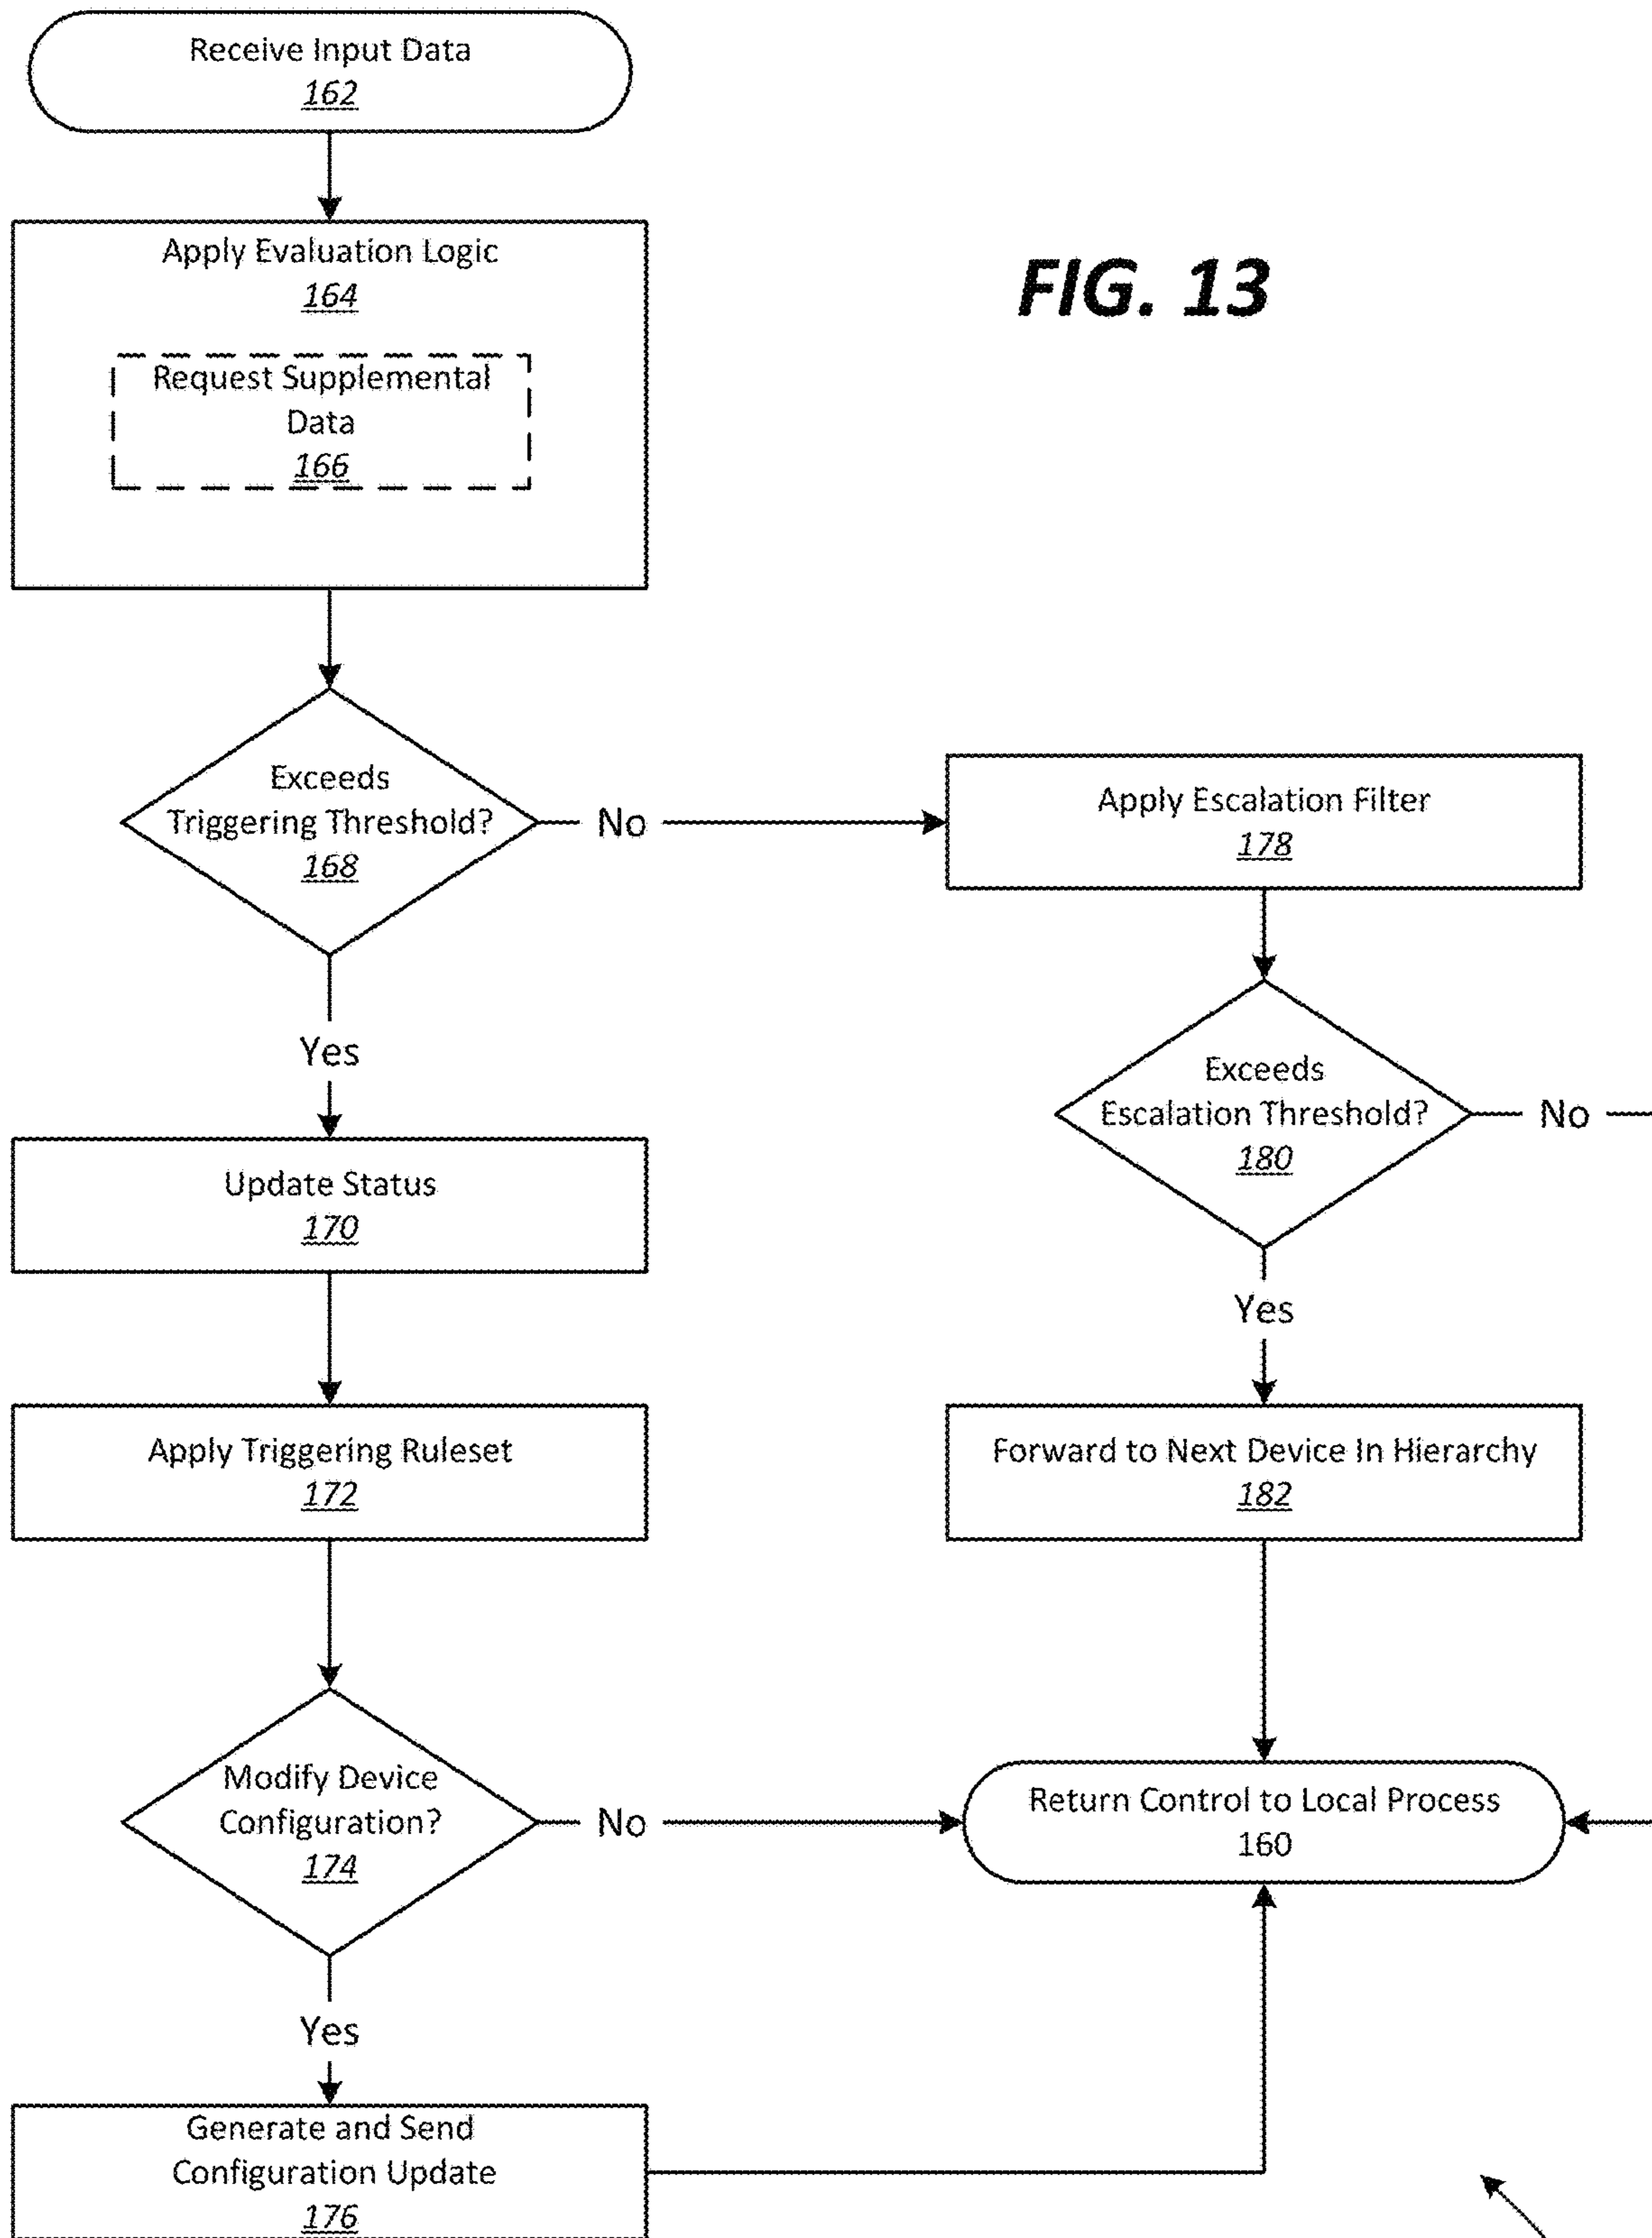 Receive Input Data
162
Apply Evaluation Logic
164
FIG. 13
Request Supplemental
Data
166
Exceeds
Triggering Threshold?
168
No
Apply Escalation Filter
178
Yes
Exceeds
Escalation Threshold?
180
No
Update Status
170
Yes
Apply Triggering Ruleset
172
Forward to Next Device In Hierarchy
182
Modify Device
Configuration?
174
No
Return Control to Local Process
160
Yes
Generate and Send
Configuration Update
176